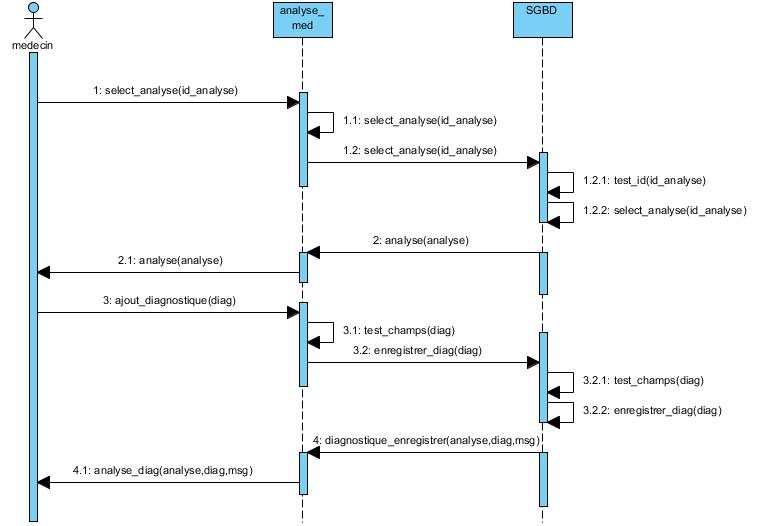 analyse_
med
SGBD
medecin
1: select_analyse(id_analyse)
1.1: select_analyse(id_analyse)
1.2: select_analyse(id_analyse)
1.2.1: test_id(id_analyse)
1.2.2: select_analyse(id_analyse)
2: analyse(analyse)
2.1: analyse(analyse)
3: ajout_diagnostique(diag)
3.1: test_champs(diag)
3.2: enregistrer_diag(diag)
3.2.1: test_champs(diag)
3.2.2: enregistrer_diag(diag)
4: diagnostique_enregistrer(analyse,diag,msg)
4.1: analyse_diag(analyse,diag,msg)